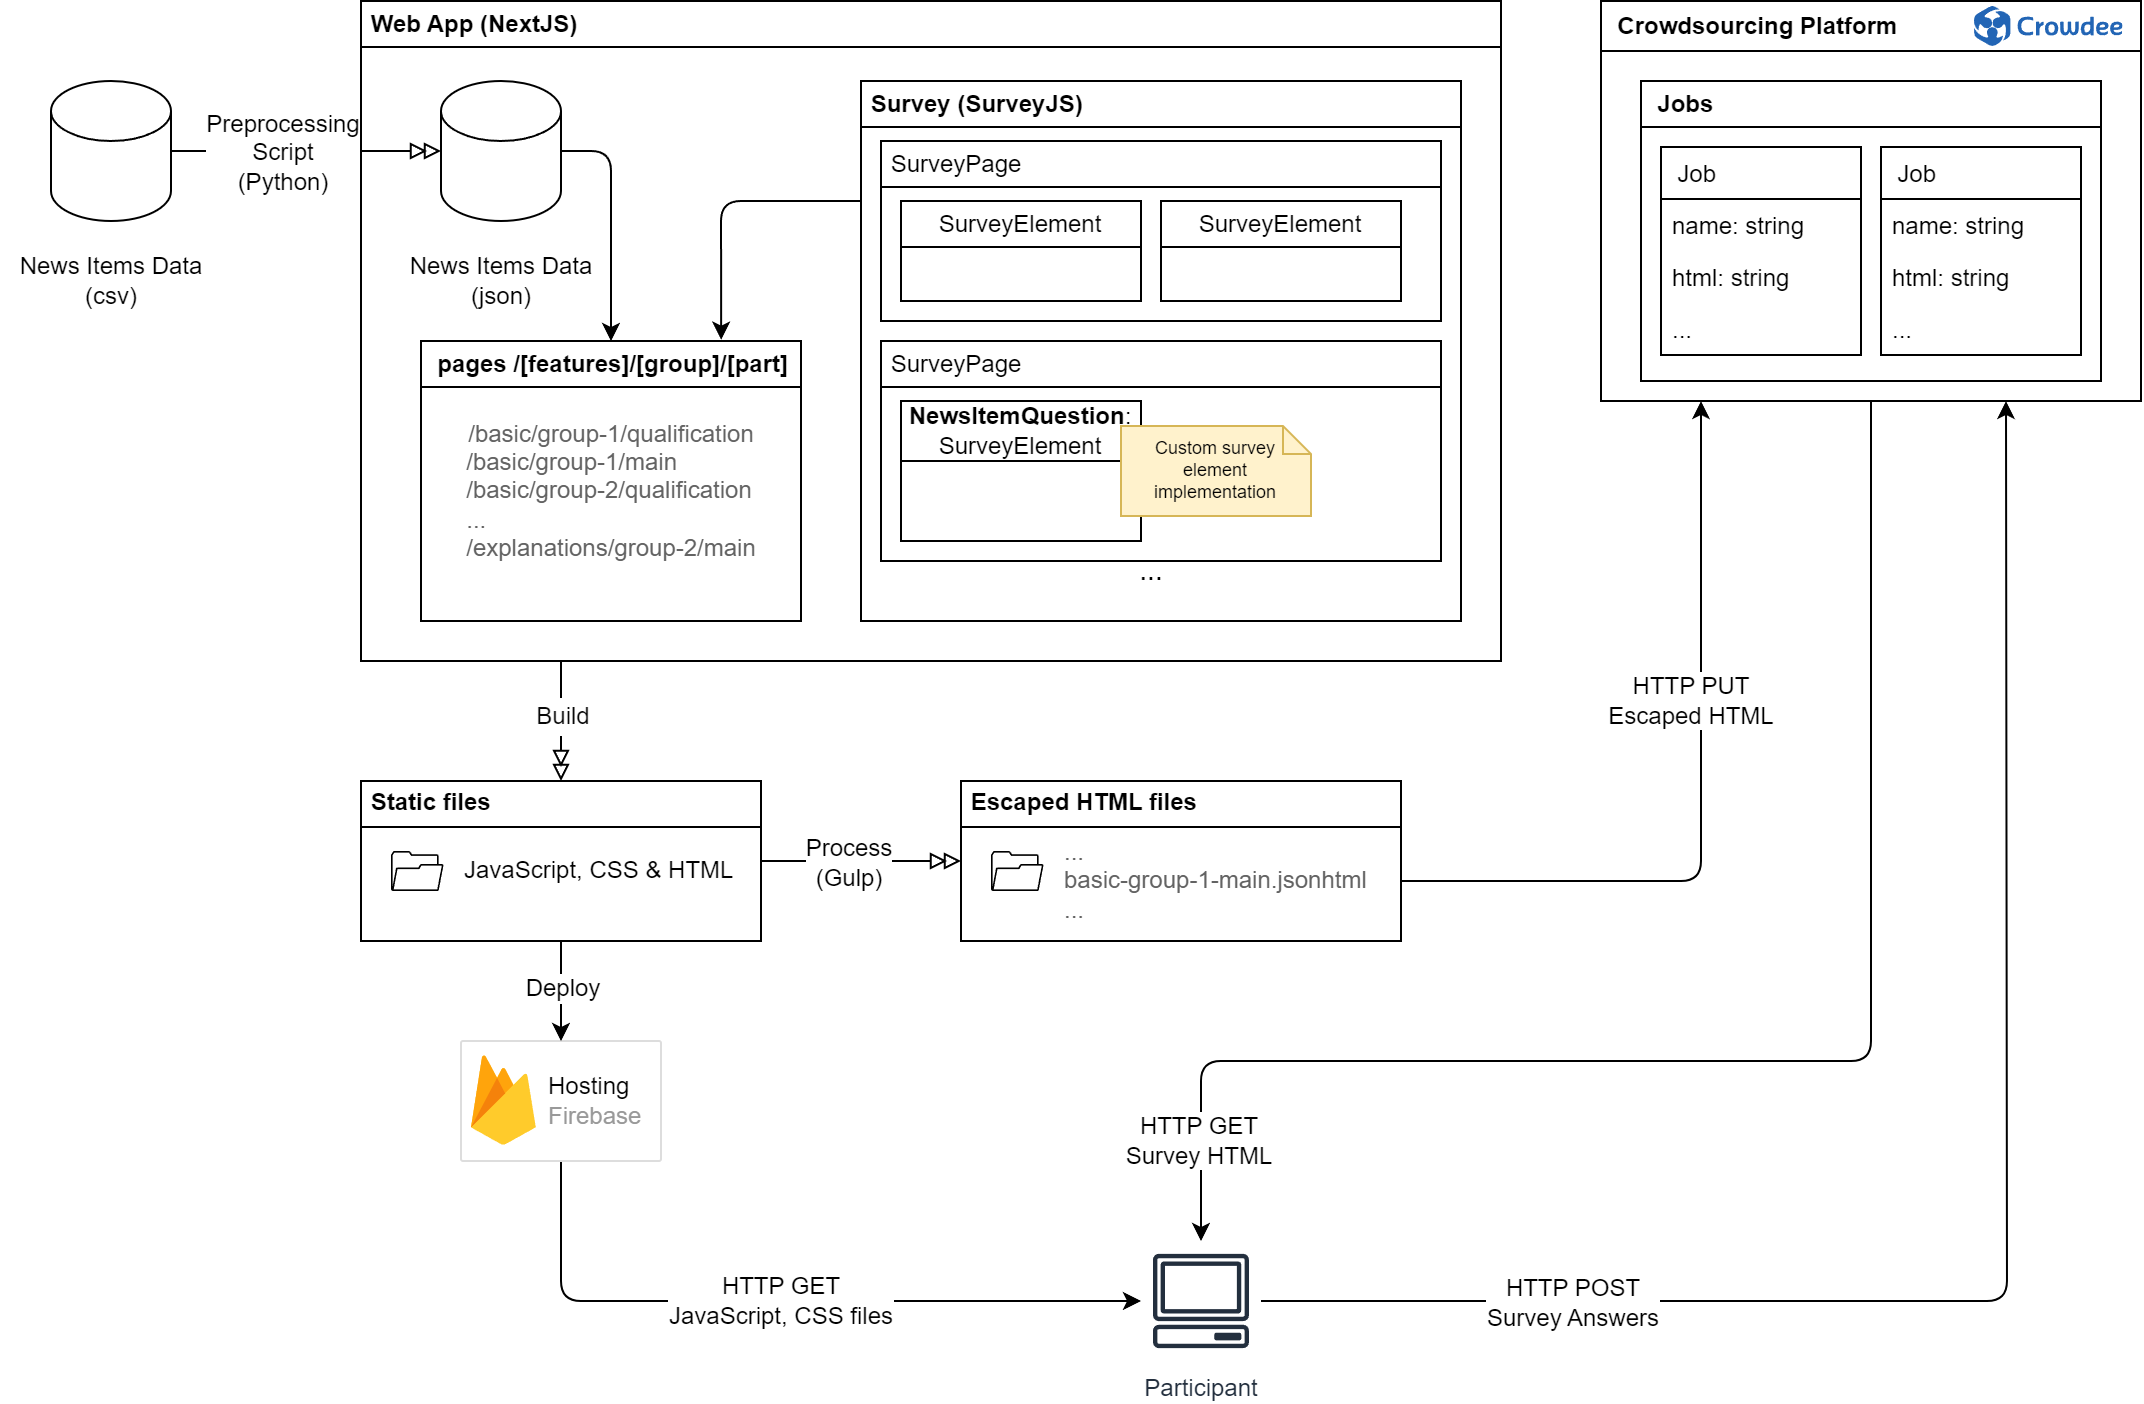 Web App (NextJS)
Crowdsourcing Platform
Crowdee
Preprocessing
Script
(Python)
News Items Data
(csv)
News Items Data
(json)
pages /[features]/[group]/[part]
/basic/group-1/qualification
/basic/group-1/main
/basic/group-2/qualification
...
/explanations/group-2/main
Survey (SurveyJS)
SurveyPage
SurveyElement
SurveyElement
SurveyPage
NewsItemQuestion:
SurveyElement
Custom survey
element
implementation
...
Jobs
Job
name: string
html: string
...
Job
name: string
html: string
...
HTTP PUT
Escaped HTML
Build
Static files
JavaScript, CSS & HTML
Process
(Gulp)
Escaped HTML files
...
basic-group-1-main.jsonhtml
...
Deploy
Hosting
Firebase
HTTP GET
Survey HTML
HTTP GET
JavaScript, CSS files
HTTP POST
Survey Answers
Participant